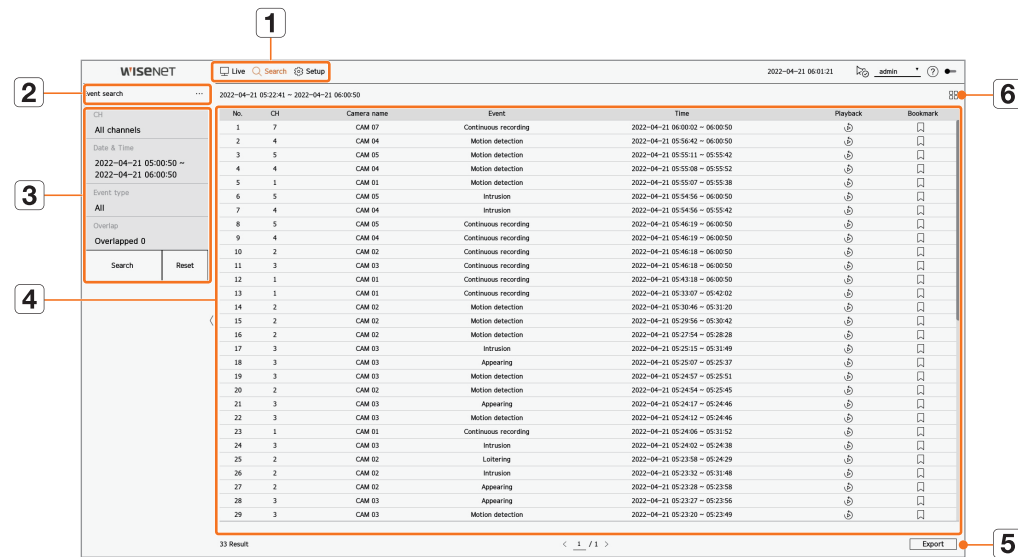 1
WISENET Live Search Setup 2022-04-21 06:01:21 admin ?
2 vent search ... 2022-04-21 05:22:41 ~ 2022-04-21 06:00:50 6
No. CH Camera name Event Time Playback Bookmark
1 7 CAM 07 Continuous recording 2022-04-21 06:00:02 ~ 06:00:50
2 4 CAM 04 Motion detection 2022-04-21 05:56:42 ~ 06:00:50
3 5 CAM 05 Motion detection 2022-04-21 05:55:11 ~ 05:55:42
4 4 CAM 04 Motion detection 2022-04-21 05:55:08 ~ 05:55:52
5 1 CAM 01 Motion detection 2022-04-21 05:55:07 ~ 05:55:38
6 5 CAM 05 Intrusion 2022-04-21 05:54:56 ~ 06:00:50
7 4 CAM 04 Intrusion 2022-04-21 05:54:56 ~ 05:55:42
8 5 CAM 05 Continuous recording 2022-04-21 05:46:19 ~ 06:00:50
9 4 CAM 04 Continuous recording 2022-04-21 05:46:19 ~ 06:00:50
10 2 CAM 02 Continuous recording 2022-04-21 05:46:18 ~ 06:00:50
11 3 CAM 03 Continuous recording 2022-04-21 05:46:18 ~ 06:00:50
12 1 CAM 01 Continuous recording 2022-04-21 05:43:18 ~ 06:00:50
13 1 CAM 01 Continuous recording 2022-04-21 05:33:07 ~ 05:42:02
14 2 CAM 02 Motion detection 2022-04-21 05:30:46 ~ 05:31:20
15 2 CAM 02 Motion detection 2022-04-21 05:29:56 ~ 05:30:42
16 2 CAM 02 Motion detection 2022-04-21 05:27:54 ~ 05:28:28
17 3 CAM 03 Intrusion 2022-04-21 05:25:15 ~ 05:31:49
18 3 CAM 03 Appearing 2022-04-21 05:25:07 ~ 05:25:37
19 3 CAM 03 Motion detection 2022-04-21 05:24:57 ~ 05:25:51
20 2 CAM 02 Motion detection 2022-04-21 05:24:54 ~ 05:25:45
21 3 CAM 03 Appearing 2022-04-21 05:24:17 ~ 05:24:46
22 3 CAM 03 Motion detection 2022-04-21 05:24:12 ~ 05:24:46
23 1 CAM 01 Continuous recording 2022-04-21 05:24:06 ~ 05:31:52
24 3 CAM 03 Intrusion 2022-04-21 05:24:02 ~ 05:24:38
25 2 CAM 02 Loitering 2022-04-21 05:23:58 ~ 05:24:29
26 2 CAM 02 Intrusion 2022-04-21 05:23:32 ~ 05:31:48
27 2 CAM 02 Appearing 2022-04-21 05:23:28 ~ 05:23:58
28 3 CAM 03 Appearing 2022-04-21 05:23:27 ~ 05:23:56
29 3 CAM 03 Motion detection 2022-04-21 05:23:20 ~ 05:23:49
3
CH
All channels
Date & Time
2022-04-21 05:00:50 ~
2022-04-21 06:00:50
Event type
All
Overlap
Overlapped 0
Search Reset
4
33 Result < 1 / 1 > Export 5